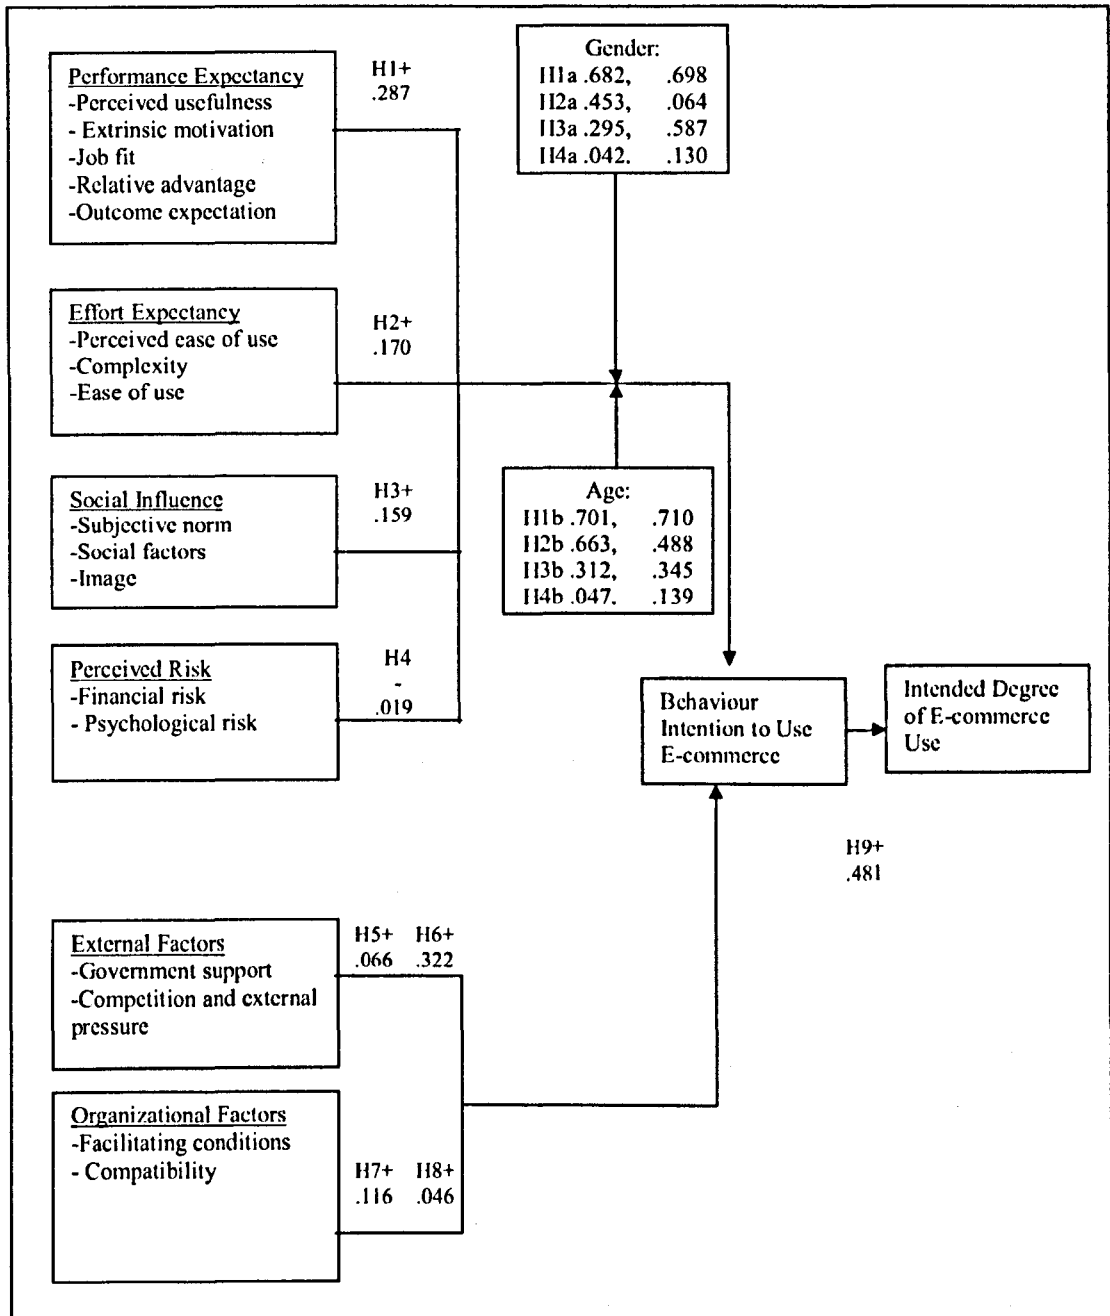 Performance Expectancy
-Perceived usefulness
- Extrinsic motivation
-Job fit
-Relative advantage
-Outcome expectation
H1+
.287
Gender:
H1a .682, .698
H2a .453, .064
H3a .295, .587
H4a .042. .130
Effort Expectancy
-Perceived ease of use
-Complexity
-Ease of use
H2+
.170
Social Influence
-Subjective norm
-Social factors
-Image
H3+
.159
Age:
H1b .701, .710
H2b .663, .488
H3b .312, .345
H4b .047. .139
Perceived Risk
-Financial risk
- Psychological risk
H4
-
.019
Behaviour
Intention to Use
E-commerce
Intended Degree
of E-commerce
Use
H9+
.481
External Factors
-Government support
-Competition and external
pressure
H5+ H6+
.066 .322
Organizational Factors
-Facilitating conditions
- Compatibility
H7+ H8+
.116 .046